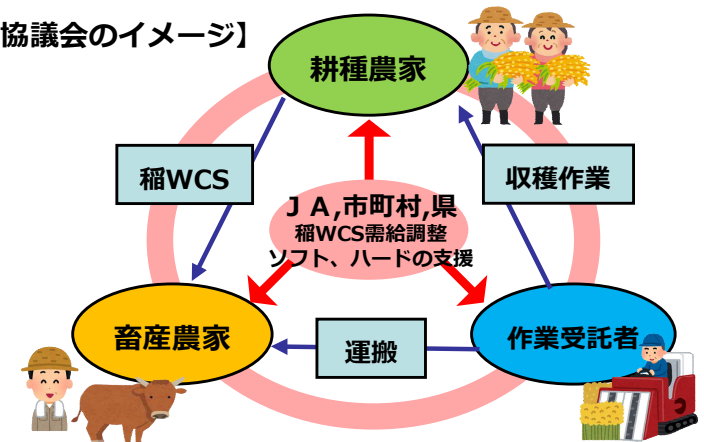 協議会のイメージ】
耕種農家
稲WCS
収穫作業
ＪＡ,市町村,県
稲WCS需給調整
ソフト、ハードの支援
畜産農家
運搬
作業受託者